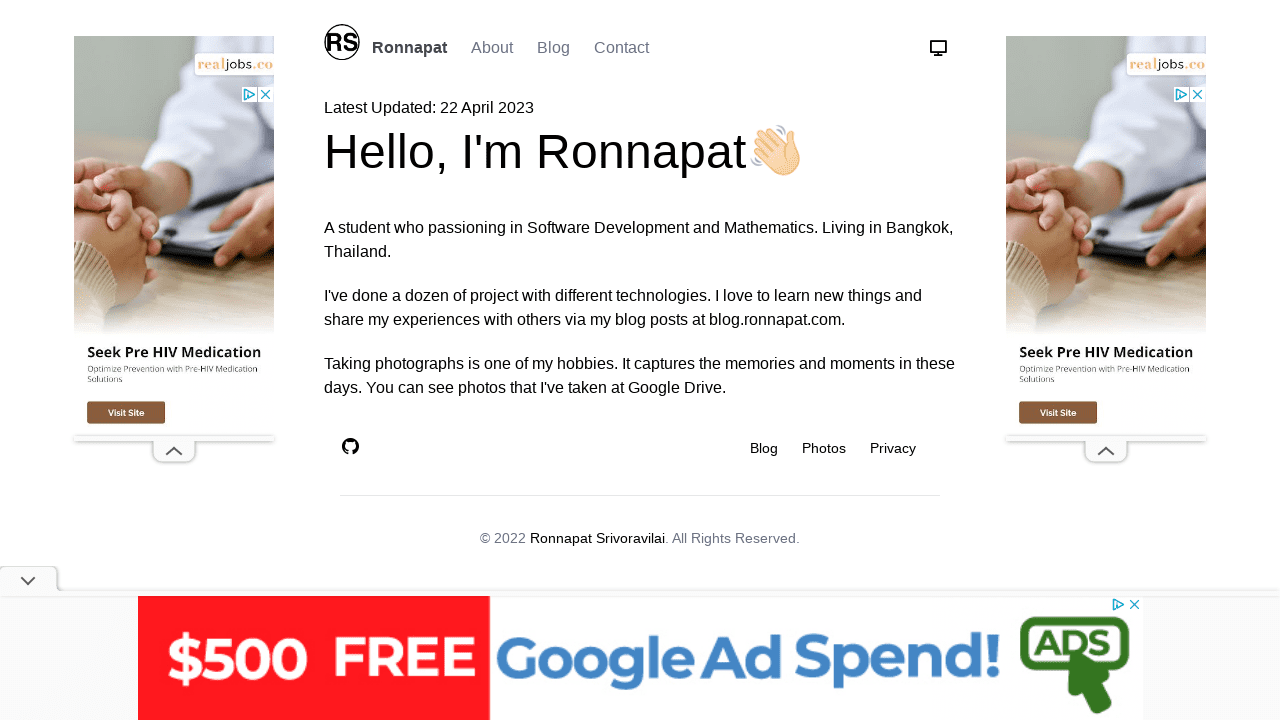 RS Ronnapat About Blog Contact
Latest Updated: 22 April 2023
Hello, I'm Ronnapat👋🏻
A student who passioning in Software Development and Mathematics. Living in Bangkok,
Thailand.
I've done a dozen of project with different technologies. I love to learn new things and
share my experiences with others via my blog posts at blog.ronnapat.com.
Taking photographs is one of my hobbies. It captures the memories and moments in these
days. You can see photos that I've taken at Google Drive.
Blog Photos Privacy
© 2022 Ronnapat Srivoravilai. All Rights Reserved.
realjobs.co
Seek Pre HIV Medication
Optimize Prevention with Pre-HIV Medication
Solutions
Visit Site
realjobs.co
Seek Pre HIV Medication
Optimize Prevention with Pre-HIV Medication
Solutions
Visit Site
$500 FREE Google Ad Spend! ADS